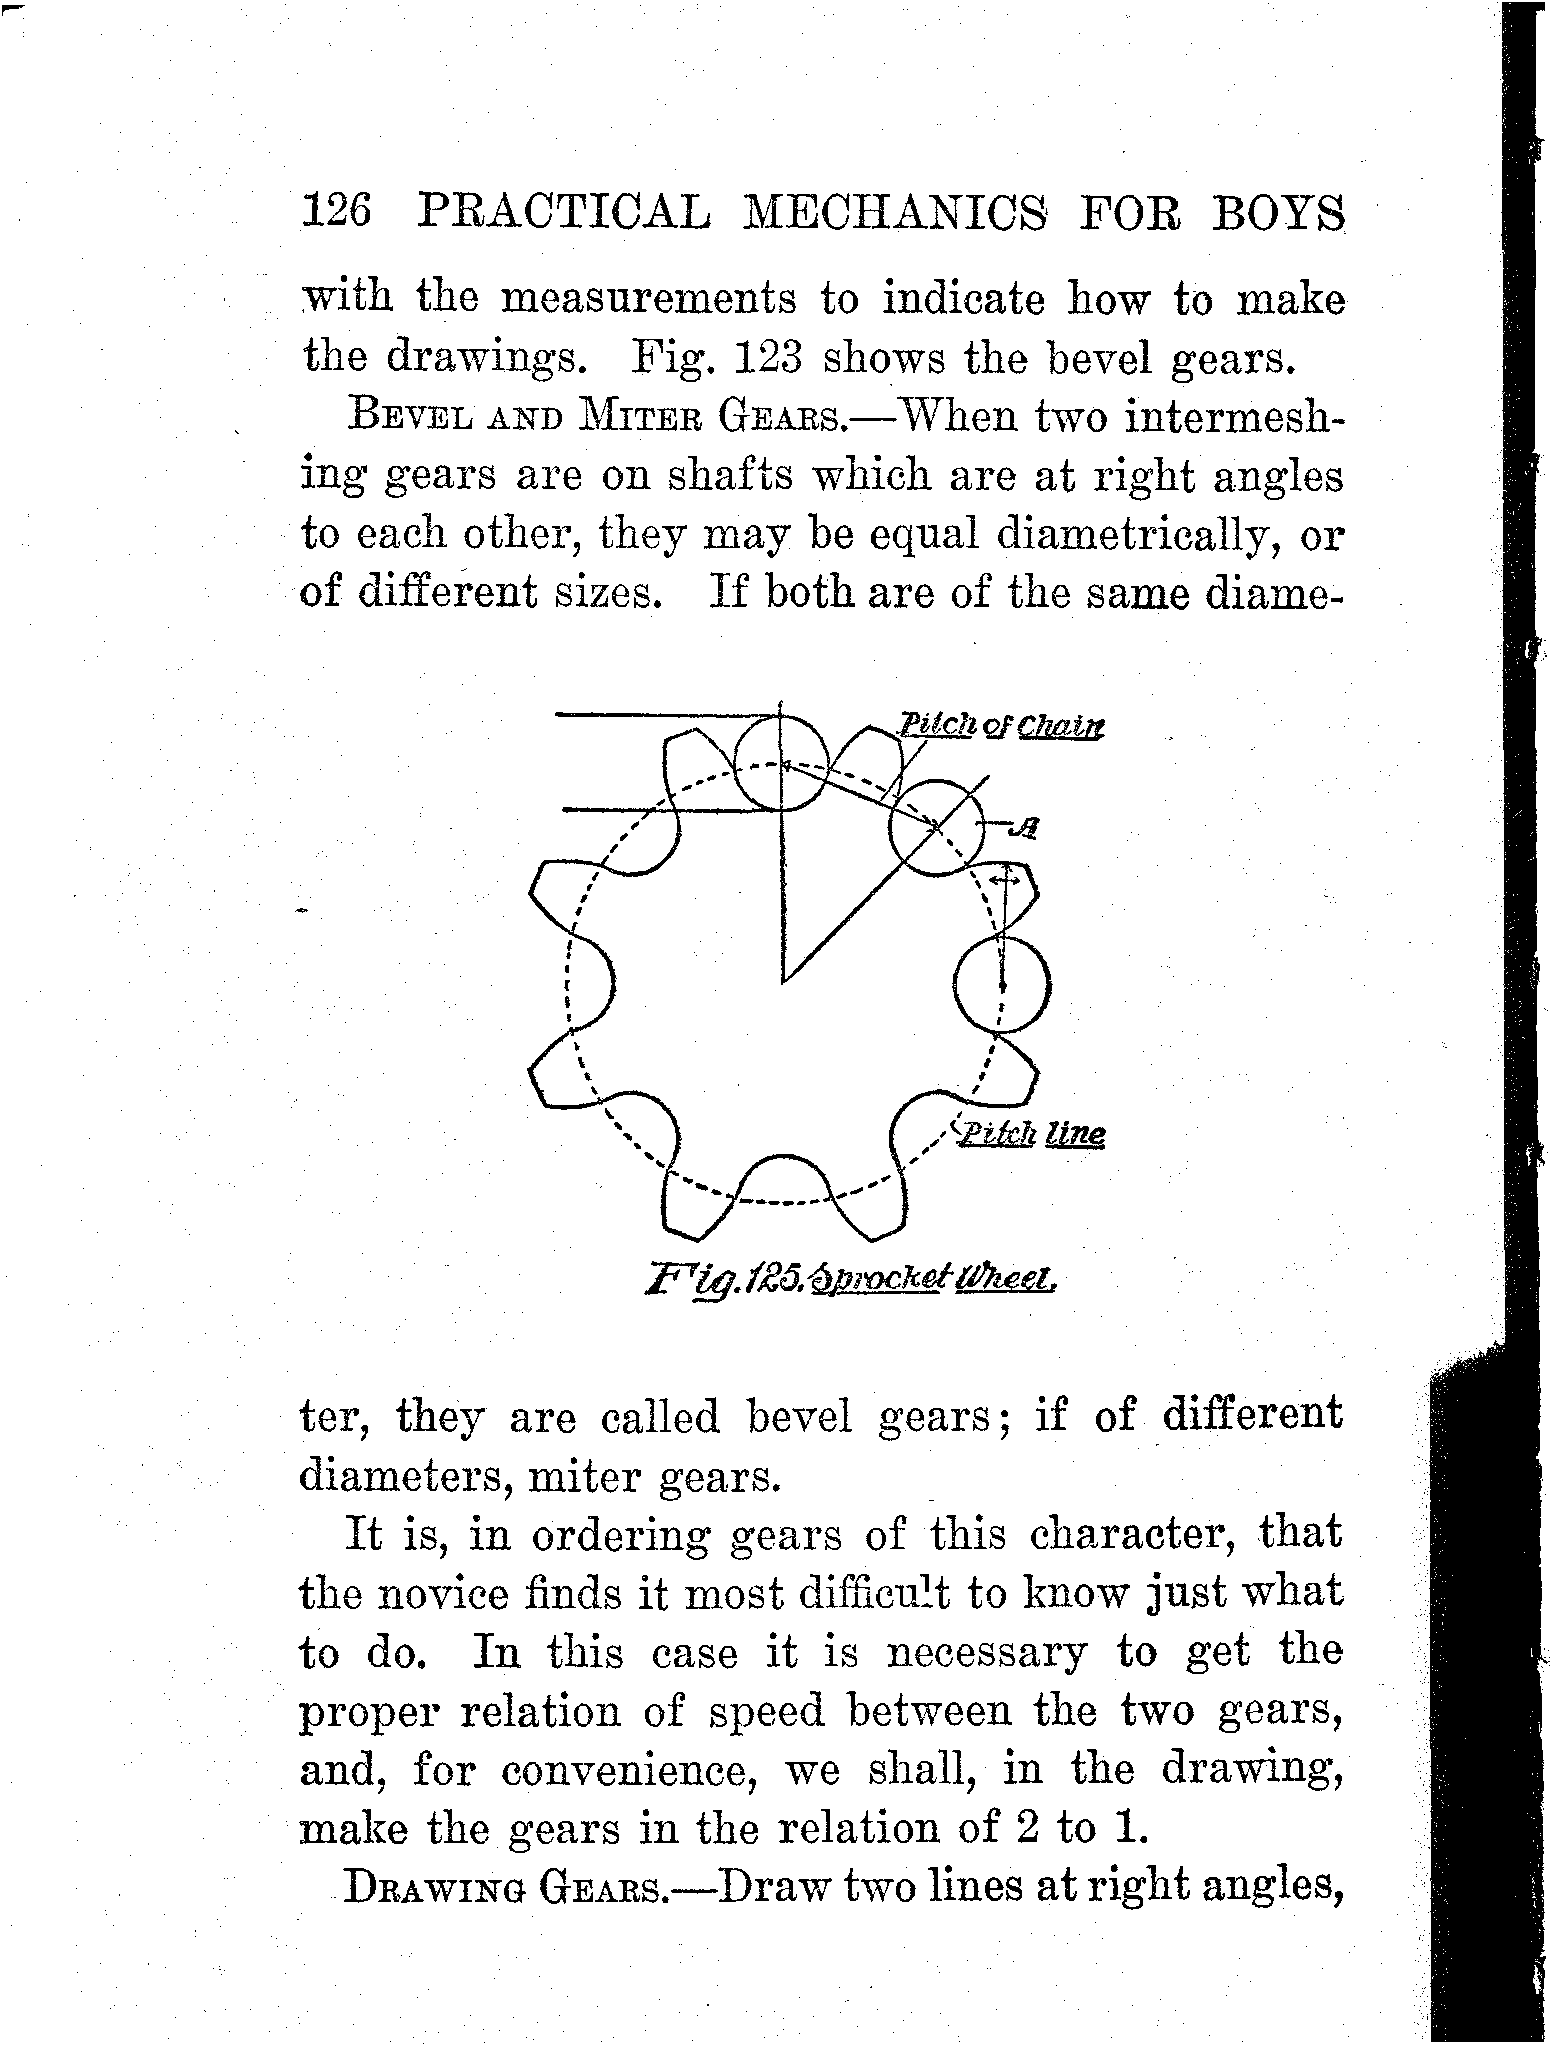 126 PRACTICAL MECHANICS FOR BOYS
with the measurements to indicate how to make
the drawings. Fig. 123 shows the bevel gears.
BEVEL AND MITER GEARS.—When two intermesh-
ing gears are on shafts which are at right angles
to each other, they may be equal diametrically, or
of different sizes. If both are of the same diame-
Pitch of Chain
A
Pitch line
Fig. 125. Sprocket Wheel.
ter, they are called bevel gears; if of different
diameters, miter gears.
It is, in ordering gears of this character, that
the novice finds it most difficult to know just what
to do. In this case it is necessary to get the
proper relation of speed between the two gears,
and, for convenience, we shall, in the drawing,
make the gears in the relation of 2 to 1.
DRAWING GEARS.—Draw two lines at right angles,